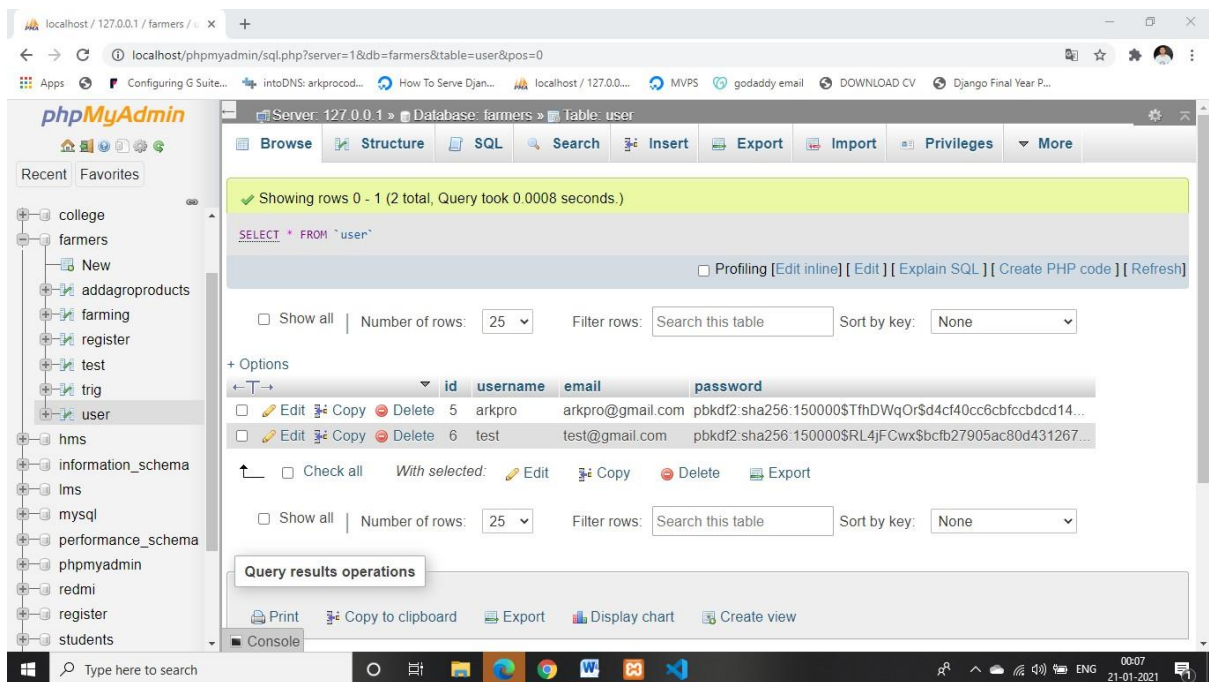 localhost / 127.0.0.1 / farmers / u
localhost/phpmyadmin/sql.php?server=1&db=farmers&table=user&pos=0
Apps Configuring G Suite... intoDNS: arkprocod... How To Serve Djan... localhost / 127.0.0.... MVPS godaddy email DOWNLOAD CV Django Final Year P...
phpMyAdmin
Recent Favorites
college
farmers
New
addagroproducts
farming
register
test
trig
user
hms
information_schema
lms
mysql
performance_schema
phpmyadmin
redmi
register
students
Server: 127.0.0.1 » Database: farmers » Table: user
Browse Structure SQL Search Insert Export Import Privileges More
Showing rows 0 - 1 (2 total, Query took 0.0008 seconds.)
SELECT * FROM `user`
Profiling [Edit inline] [ Edit ] [ Explain SQL ] [ Create PHP code ] [ Refresh]
Show all | Number of rows: 25 Filter rows: Search this table Sort by key: None
+ Options
←T→ id username email password
Edit Copy Delete 5 arkpro arkpro@gmail.com pbkdf2:sha256:150000$TfhDWqOr$d4cf40cc6cbfccbdcd14...
Edit Copy Delete 6 test test@gmail.com pbkdf2:sha256:150000$RL4jFCwx$bcfb27905ac80d431267...
Check all With selected: Edit Copy Delete Export
Show all | Number of rows: 25 Filter rows: Search this table Sort by key: None
Query results operations
Print Copy to clipboard Export Display chart Create view
Console
Type here to search
ENG 00:07
21-01-2021